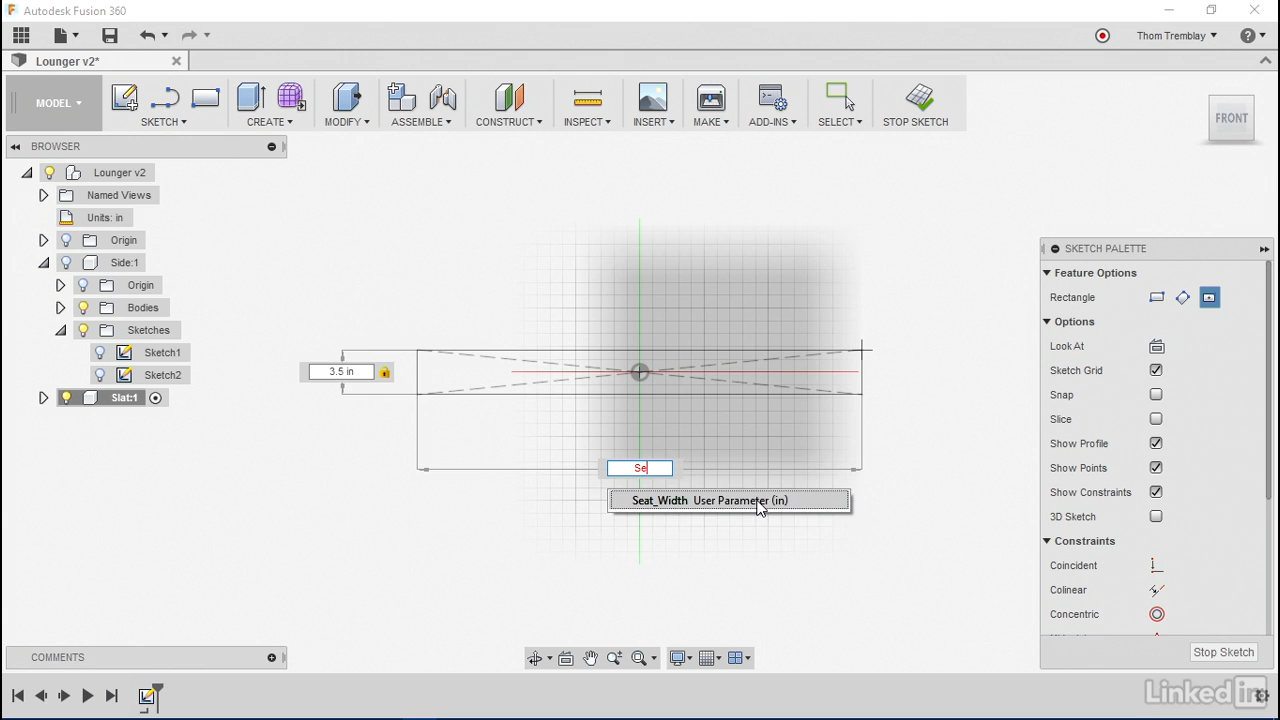 Autodesk Fusion 360
Thom Tremblay
Lounger v2*
MODEL
SKETCH
CREATE
MODIFY
ASSEMBLE
CONSTRUCT
INSPECT
INSERT
MAKE
ADD-INS
SELECT
STOP SKETCH
FRONT
BROWSER
Lounger v2
Named Views
Units: in
Origin
Side:1
Origin
Bodies
Sketches
Sketch1
Sketch2
Slat:1
3.5 in
Se
Seat_Width User Parameter (in)
SKETCH PALETTE
Feature Options
Rectangle
Options
Look At
Sketch Grid
Snap
Slice
Show Profile
Show Points
Show Constraints
3D Sketch
Constraints
Coincident
Colinear
Concentric
Stop Sketch
COMMENTS
LinkedIn